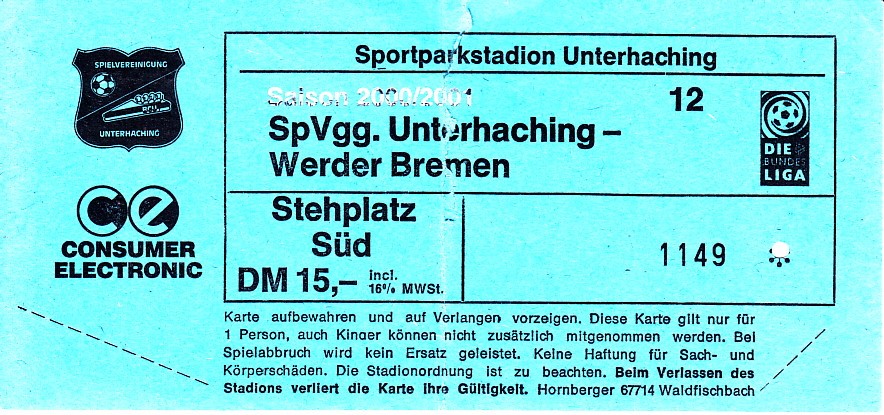 SPIELVEREINIGUNG
UNTERHACHING
Sportparkstadion Unterhaching
Saison 2000/2001
12
SpVgg. Unterhaching –
Werder Bremen
DIE
BUNDES
LIGA
CE
CONSUMER
ELECTRONIC
Stehplatz
Süd
DM 15,– incl.
16% MWSt.
1149
Karte aufbewahren und auf Verlangen vorzeigen. Diese Karte gilt nur für
1 Person, auch Kinder können nicht zusätzlich mitgenommen werden. Bei
Spielabbruch wird kein Ersatz geleistet. Keine Haftung für Sach- und
Körperschäden. Die Stadionordnung ist zu beachten. Beim Verlassen des
Stadions verliert die Karte ihre Gültigkeit. Hornberger 67714 Waldfischbach